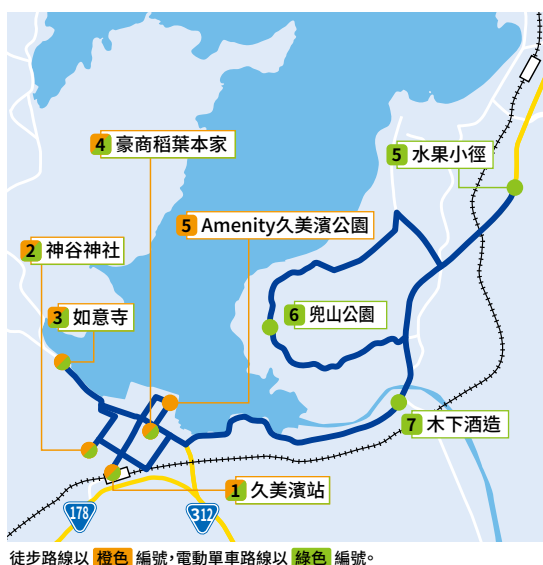 4 豪商稻葉本家
5 水果小徑
5 Amenity久美濱公園
2 神谷神社
3 如意寺
6 兜山公園
7 木下酒造
1 久美濱站
178
312
徒步路線以 橙色 編號，電動單車路線以 綠色 編號。